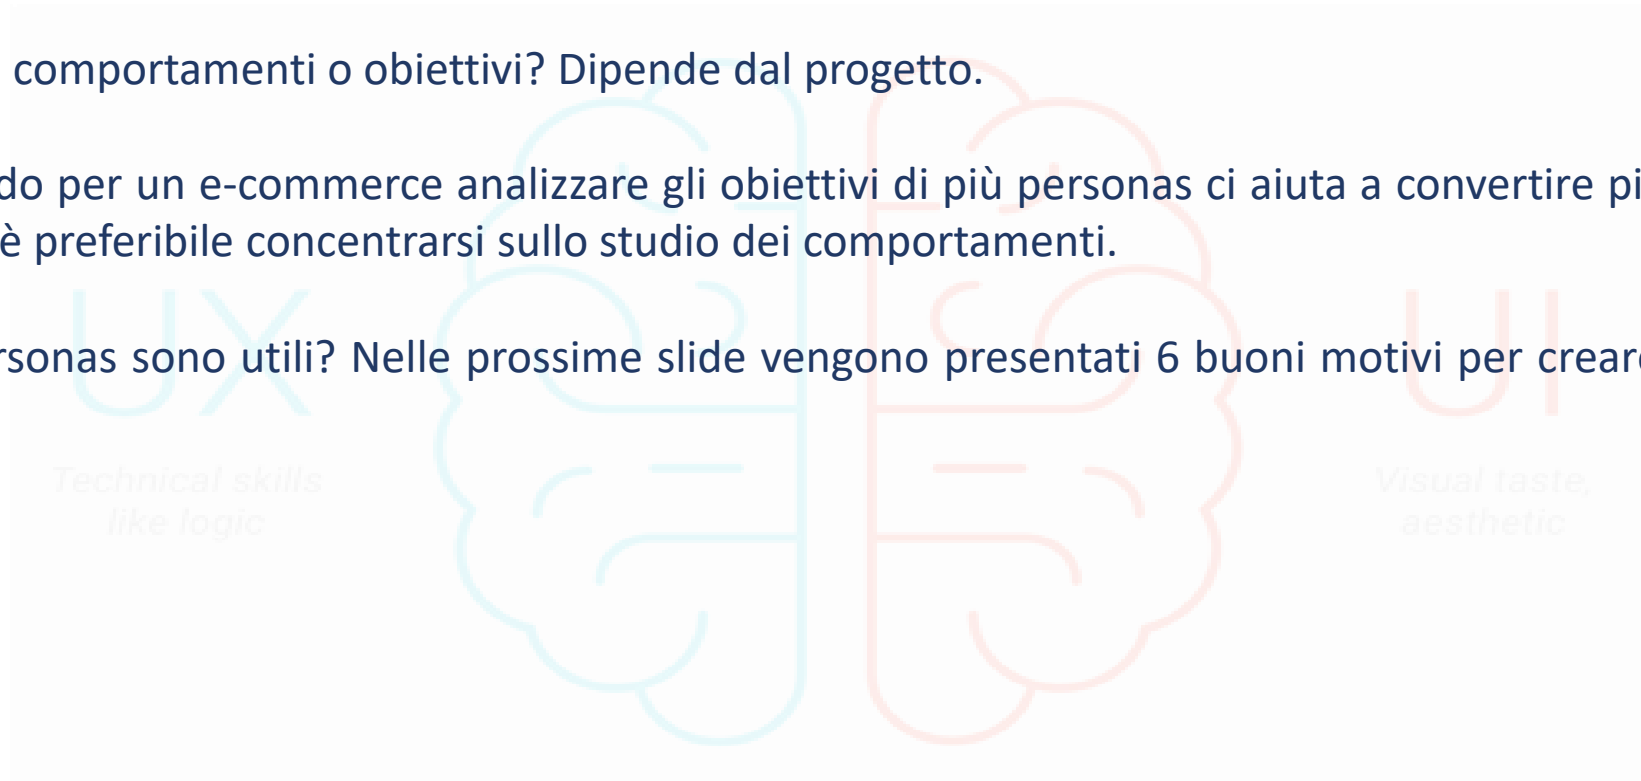 comportamenti o obiettivi? Dipende dal progetto.
do per un e-commerce analizzare gli obiettivi di più personas ci aiuta a convertire pi
è preferibile concentrarsi sullo studio dei comportamenti.
UX
UI
rsonas sono utili? Nelle prossime slide vengono presentati 6 buoni motivi per creare
Technical skills
like logic
Visual taste,
aesthetic